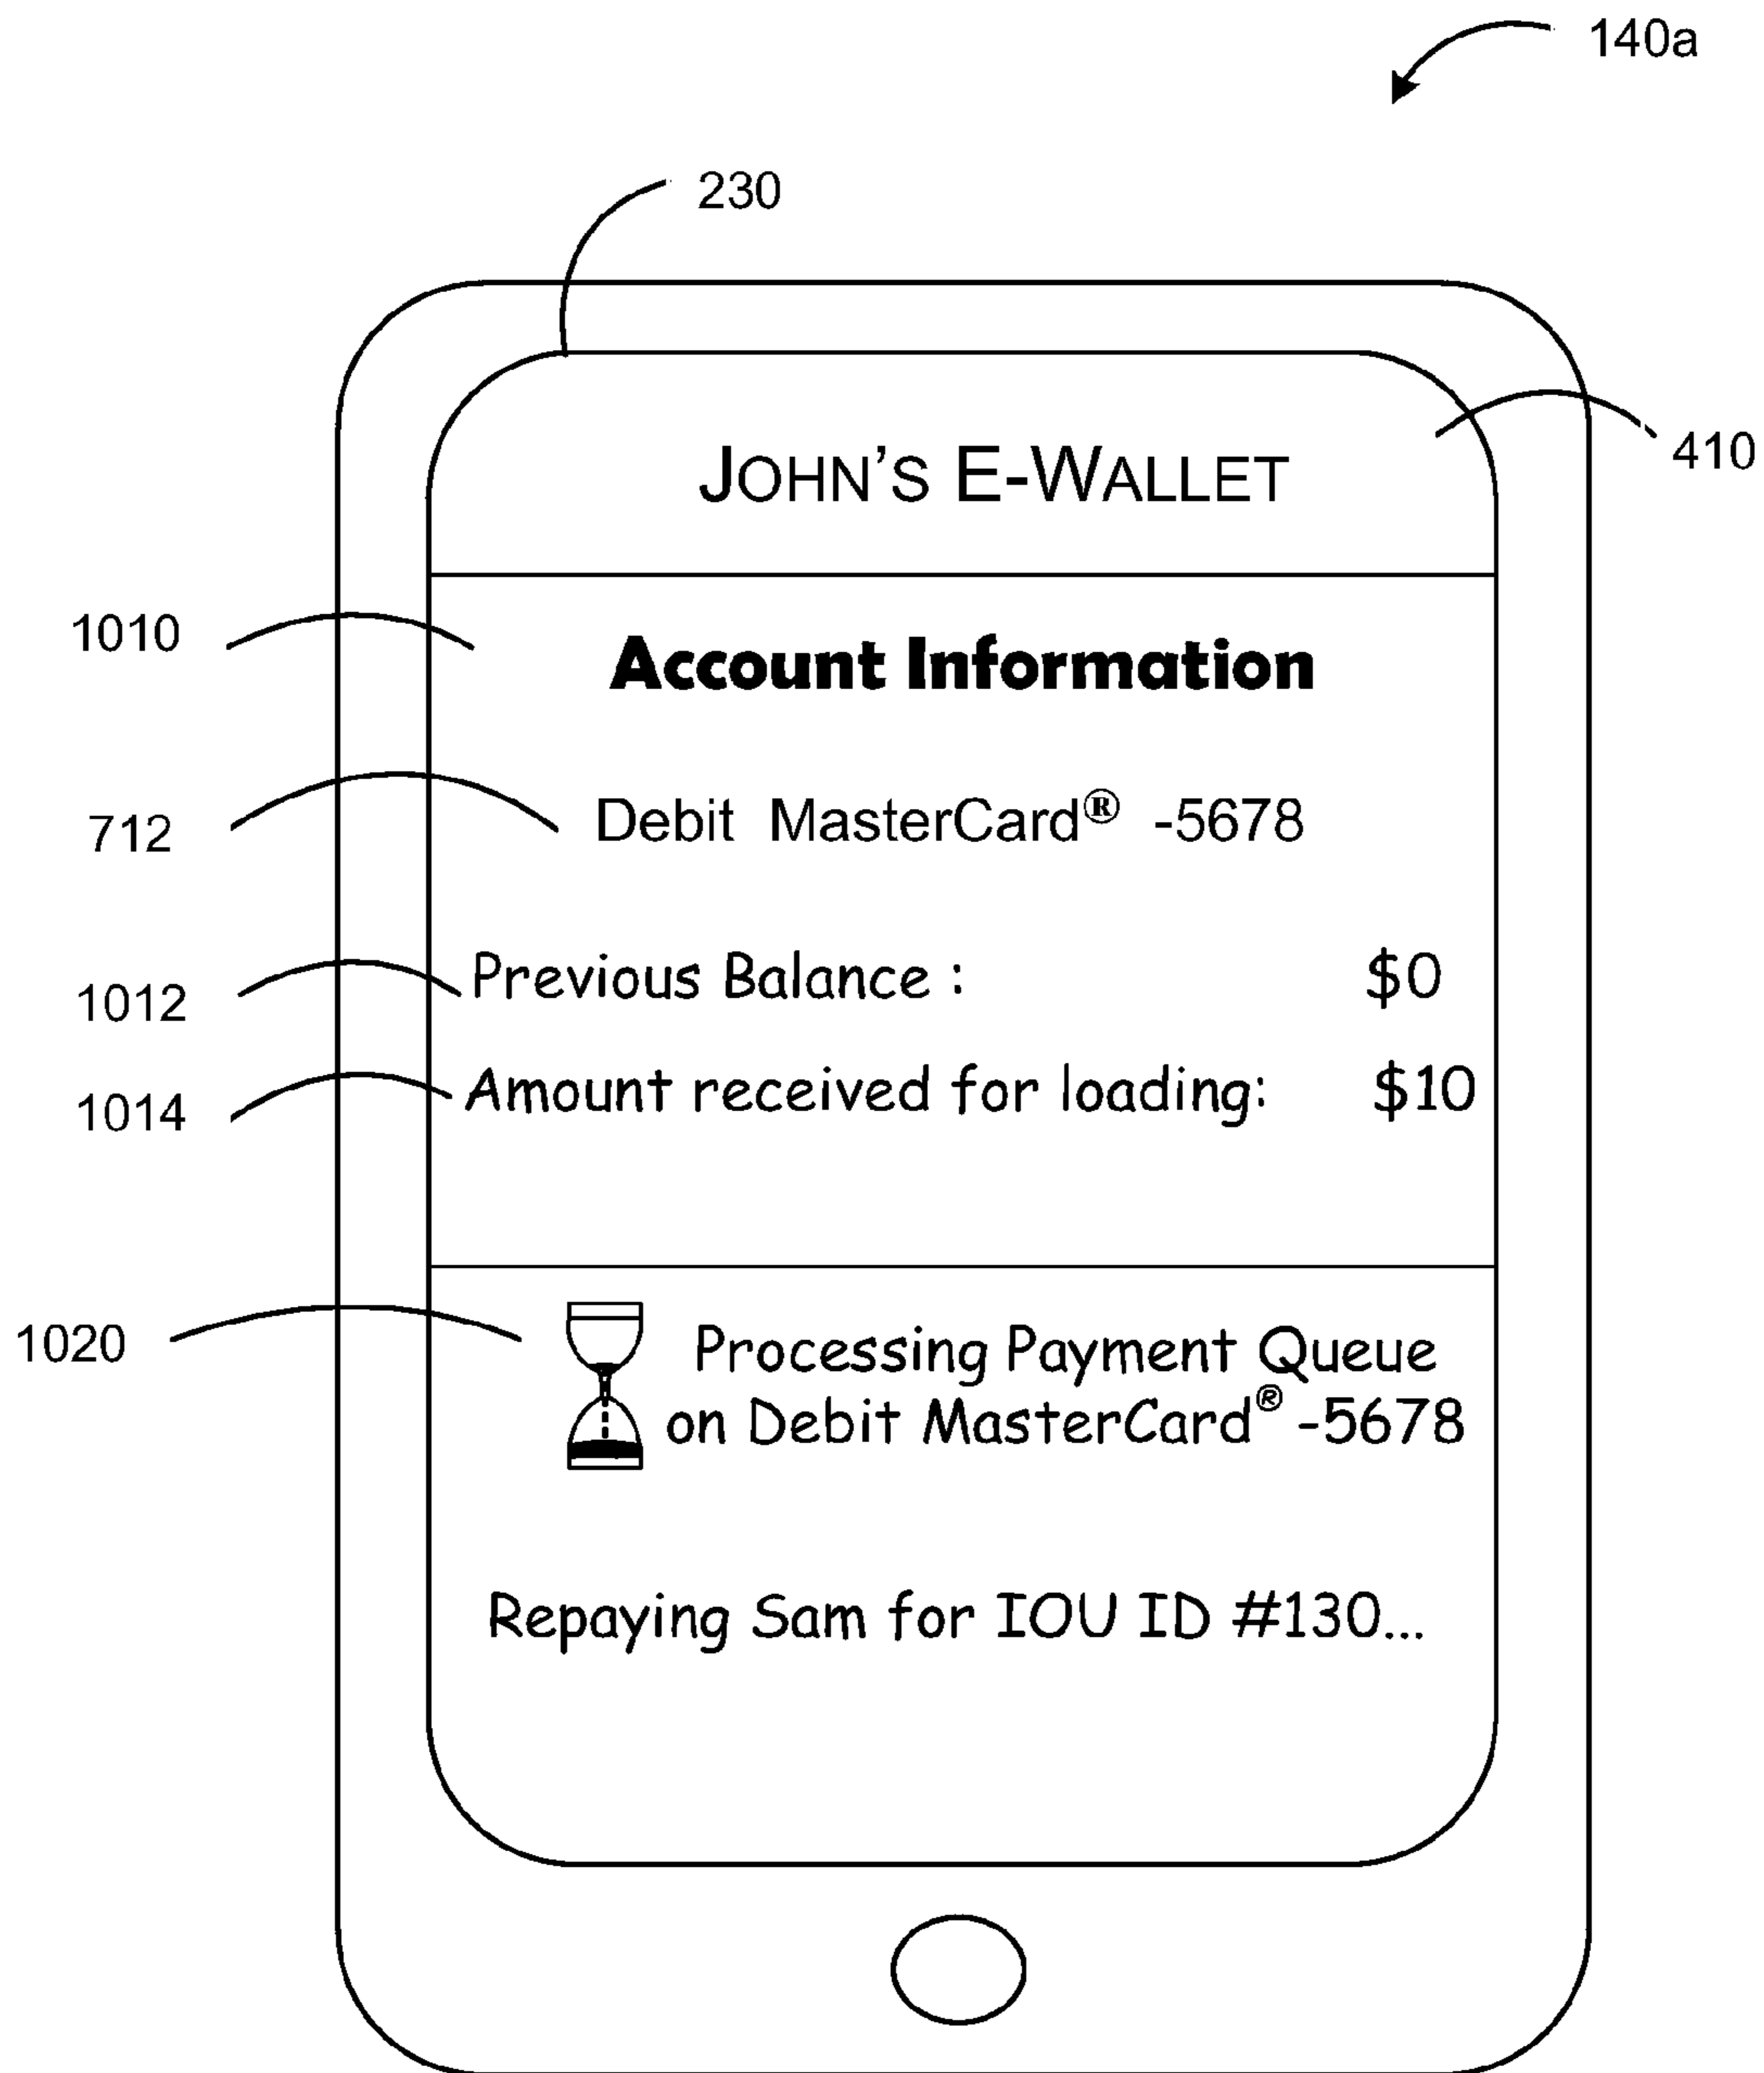 140a
230
JOHN'S E-WALLET
410
1010
Account Information
712
Debit MasterCard® -5678
1012
Previous Balance : $0
1014
Amount received for loading: $10
1020
Processing Payment Queue
on Debit MasterCard® -5678
Repaying Sam for IOU ID #130...